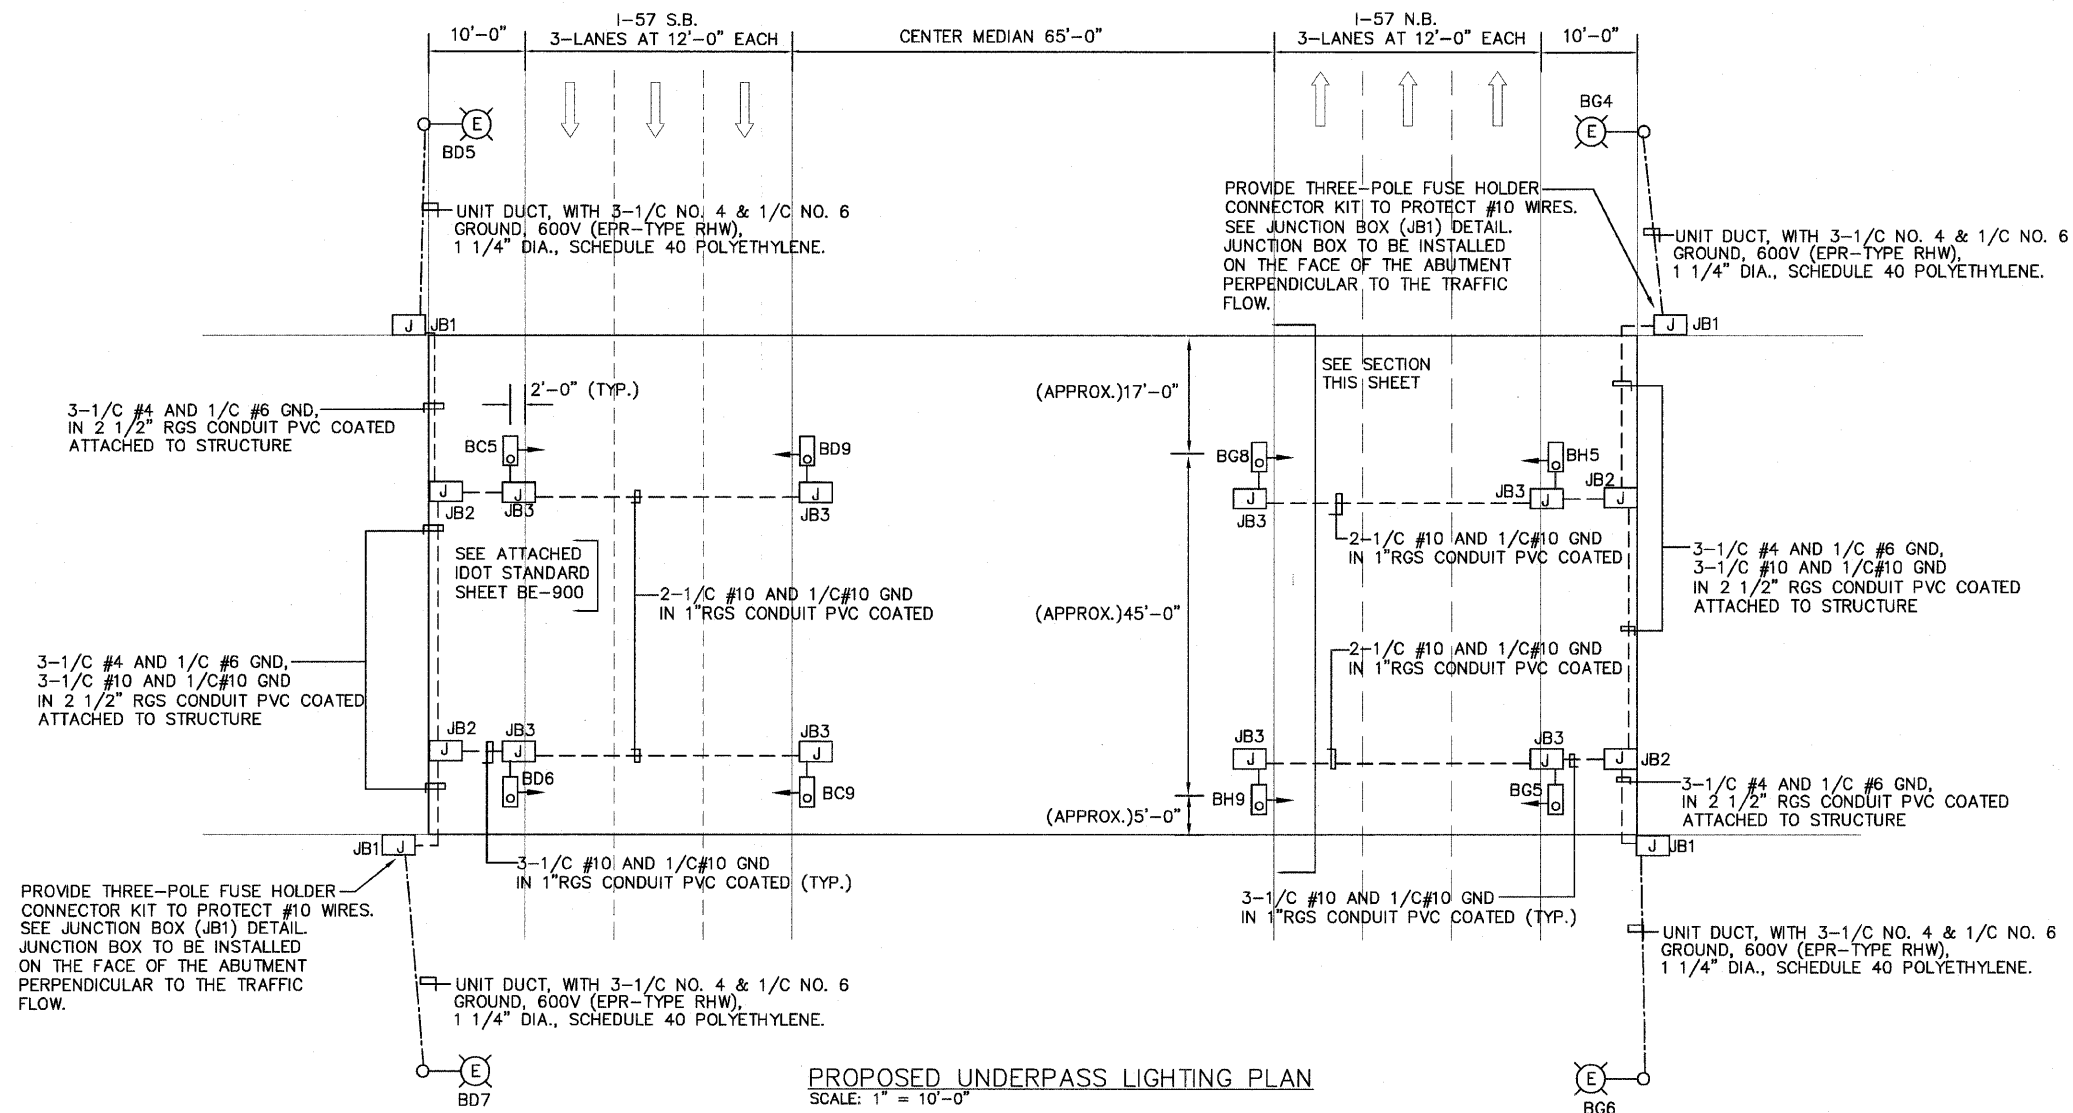 I-57 S.B.
10'-0"
3-LANES AT 12'-0" EACH
CENTER MEDIAN 65'-0"
I-57 N.B.
3-LANES AT 12'-0" EACH
10'-0"
E
BD5
BG4
E
UNIT DUCT, WITH 3-1/C NO. 4 & 1/C NO. 6
GROUND, 600V (EPR-TYPE RHW),
1 1/4" DIA., SCHEDULE 40 POLYETHYLENE.
PROVIDE THREE-POLE FUSE HOLDER
CONNECTOR KIT TO PROTECT #10 WIRES.
SEE JUNCTION BOX (JB1) DETAIL.
JUNCTION BOX TO BE INSTALLED
ON THE FACE OF THE ABUTMENT
PERPENDICULAR TO THE TRAFFIC
FLOW.
UNIT DUCT, WITH 3-1/C NO. 4 & 1/C NO. 6
GROUND, 600V (EPR-TYPE RHW),
1 1/4" DIA., SCHEDULE 40 POLYETHYLENE.
J JB1
J JB1
2'-0" (TYP.)
(APPROX.)17'-0"
SEE SECTION
THIS SHEET
3-1/C #4 AND 1/C #6 GND,
IN 2 1/2" RGS CONDUIT PVC COATED
ATTACHED TO STRUCTURE
BC5
BD9
BG8
BH5
J
JB2
J
JB3
J
JB3
J
JB3
JB3 J
JB2
J
SEE ATTACHED
IDOT STANDARD
SHEET BE-900
2-1/C #10 AND 1/C#10 GND
IN 1"RGS CONDUIT PVC COATED
(APPROX.)45'-0"
2-1/C #10 AND 1/C#10 GND
IN 1"RGS CONDUIT PVC COATED
3-1/C #4 AND 1/C #6 GND,
3-1/C #10 AND 1/C#10 GND
IN 2 1/2" RGS CONDUIT PVC COATED
ATTACHED TO STRUCTURE
2-1/C #10 AND 1/C#10 GND
IN 1"RGS CONDUIT PVC COATED
3-1/C #4 AND 1/C #6 GND,
3-1/C #10 AND 1/C#10 GND
IN 2 1/2" RGS CONDUIT PVC COATED
ATTACHED TO STRUCTURE
JB2
J
JB3
J
JB3
J
JB3
J
JB3
J
J JB2
BD6
BC9
BH9
BG5
(APPROX.)5'-0"
3-1/C #4 AND 1/C #6 GND,
IN 2 1/2" RGS CONDUIT PVC COATED
ATTACHED TO STRUCTURE
JB1 J
J JB1
3-1/C #10 AND 1/C#10 GND
IN 1"RGS CONDUIT PVC COATED (TYP.)
3-1/C #10 AND 1/C#10 GND
IN 1"RGS CONDUIT PVC COATED (TYP.)
PROVIDE THREE-POLE FUSE HOLDER
CONNECTOR KIT TO PROTECT #10 WIRES.
SEE JUNCTION BOX (JB1) DETAIL.
JUNCTION BOX TO BE INSTALLED
ON THE FACE OF THE ABUTMENT
PERPENDICULAR TO THE TRAFFIC
FLOW.
UNIT DUCT, WITH 3-1/C NO. 4 & 1/C NO. 6
GROUND, 600V (EPR-TYPE RHW),
1 1/4" DIA., SCHEDULE 40 POLYETHYLENE.
UNIT DUCT, WITH 3-1/C NO. 4 & 1/C NO. 6
GROUND, 600V (EPR-TYPE RHW),
1 1/4" DIA., SCHEDULE 40 POLYETHYLENE.
E
BD7
E
BG6
PROPOSED UNDERPASS LIGHTING PLAN
SCALE: 1" = 10'-0"